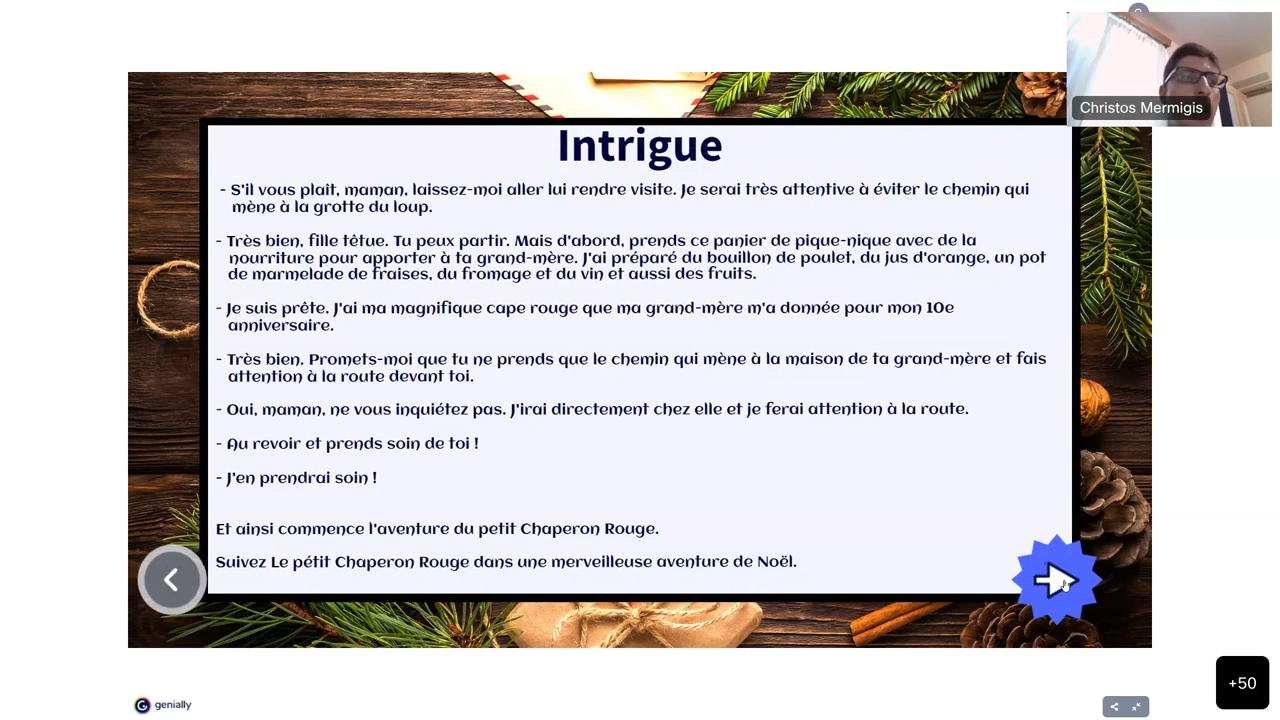 Christos Mermigis
Intrigue
- S'il vous plaît, maman, laissez-moi aller lui rendre visite. Je serai très attentive à éviter le chemin qui
mène à la grotte du loup.
- Très bien, fille têtue. Tu peux partir. Mais d'abord, prends ce panier de pique-nique avec de la
nourriture pour apporter à ta grand-mère. J'ai préparé du bouillon de poulet, du jus d'orange, un pot
de marmelade de fraises, du fromage et du vin et aussi des fruits.
- Je suis prête. J'ai ma magnifique cape rouge que ma grand-mère m'a donnée pour mon 10e
anniversaire.
- Très bien. Promets-moi que tu ne prends que le chemin qui mène à la maison de ta grand-mère et fais
attention à la route devant toi.
- Oui, maman, ne vous inquiétez pas. J'irai directement chez elle et je ferai attention à la route.
- Au revoir et prends soin de toi !
- J'en prendrai soin !
Et ainsi commence l'aventure du petit Chaperon Rouge.
Suivez Le pétit Chaperon Rouge dans une merveilleuse aventure de Noël.
+50
genially